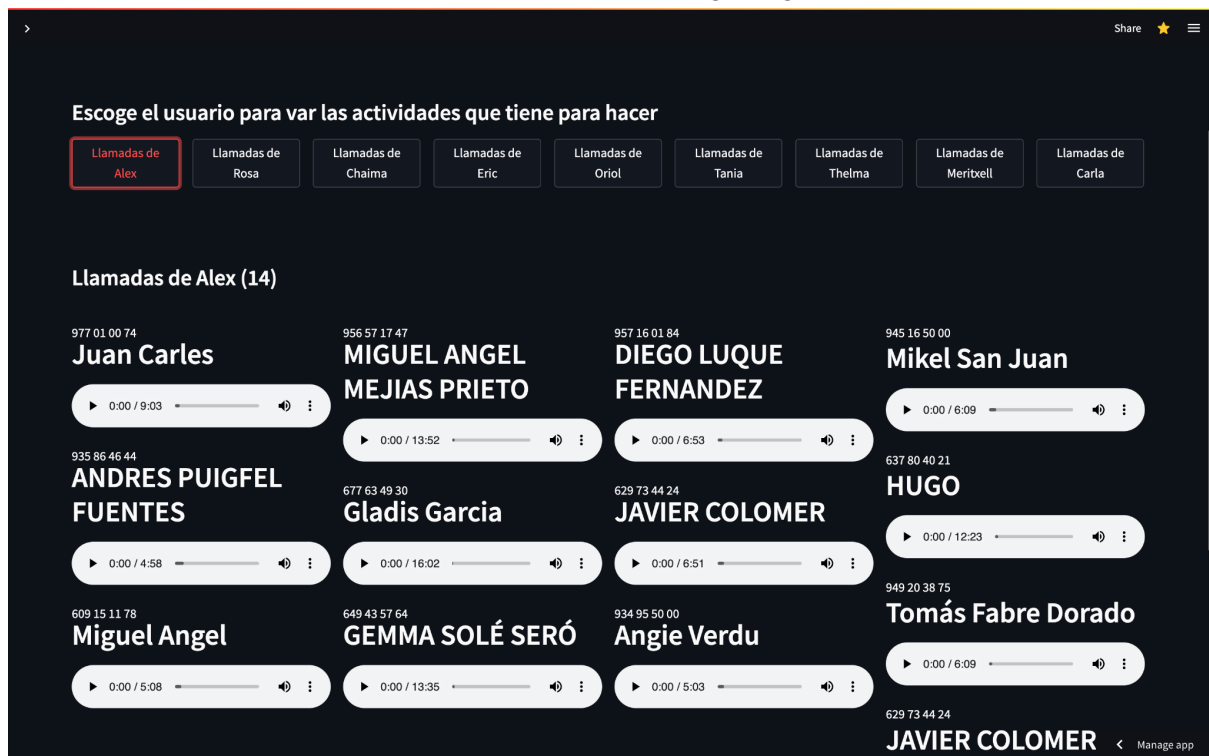 Share
Escoge el usuario para var las actividades que tiene para hacer
Llamadas de
Alex
Llamadas de
Rosa
Llamadas de
Chaima
Llamadas de
Eric
Llamadas de
Oriol
Llamadas de
Tania
Llamadas de
Thelma
Llamadas de
Meritxell
Llamadas de
Carla
Llamadas de Alex (14)
977 01 00 74
Juan Carles
0:00 / 9:03
935 86 46 44
ANDRES PUIGFEL
FUENTES
0:00 / 4:58
609 15 11 78
Miguel Angel
0:00 / 5:08
956 57 17 47
MIGUEL ANGEL
MEJIAS PRIETO
0:00 / 13:52
677 63 49 30
Gladis Garcia
0:00 / 16:02
649 43 57 64
GEMMA SOLÉ SERÓ
0:00 / 13:35
957 16 01 84
DIEGO LUQUE
FERNANDEZ
0:00 / 6:53
629 73 44 24
JAVIER COLOMER
0:00 / 6:51
934 95 50 00
Angie Verdu
0:00 / 5:03
945 16 50 00
Mikel San Juan
0:00 / 6:09
637 80 40 21
HUGO
0:00 / 12:23
949 20 38 75
Tomás Fabre Dorado
0:00 / 6:09
629 73 44 24
JAVIER COLOMER
Manage app